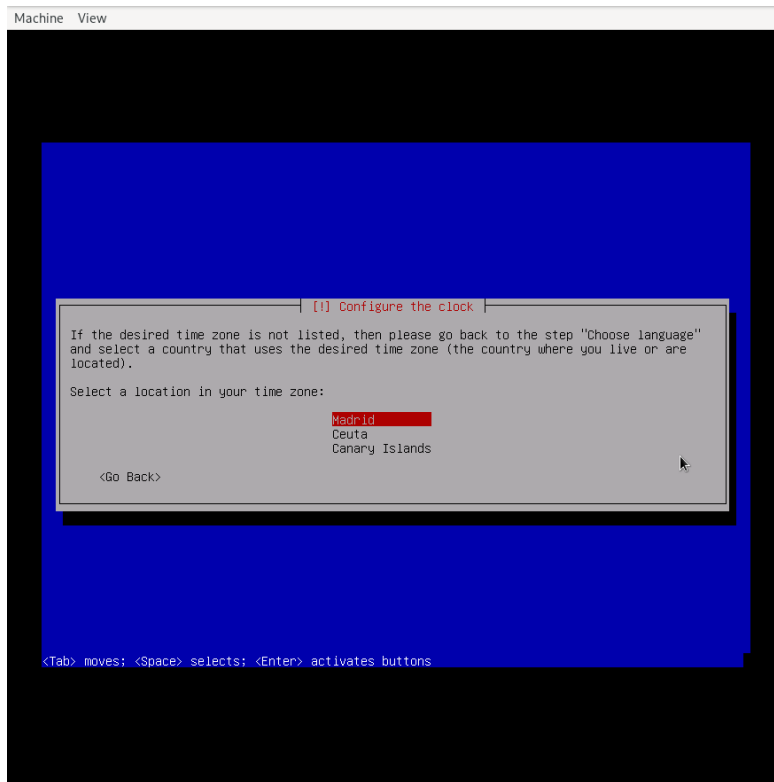 Machine View
[!] Configure the clock
If the desired time zone is not listed, then please go back to the step "Choose language"
and select a country that uses the desired time zone (the country where you live or are
located).
Select a location in your time zone:
Madrid
Ceuta
Canary Islands
<Go Back>
<Tab> moves; <Space> selects; <Enter> activates buttons